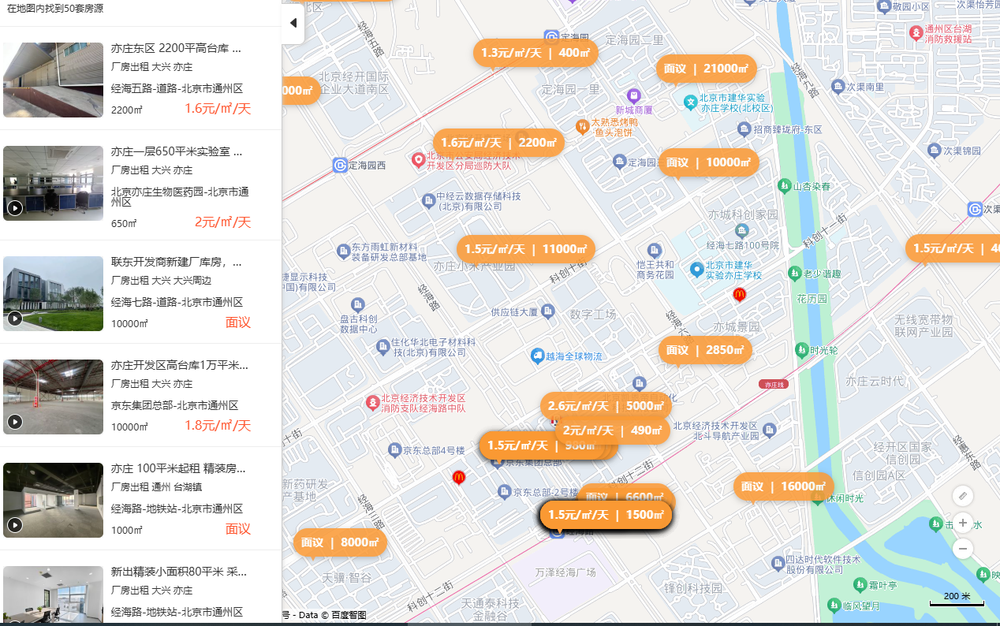 在地图内找到50套房源
亦庄东区 2200平高台库 ...
厂房出租 大兴 亦庄
经海五路-道路-北京市通州区
2200㎡
1.6元/㎡/天
亦庄一层650平米实验室 ...
厂房出租 大兴 亦庄
北京亦庄生物医药园-北京市通
州区
650㎡
2元/㎡/天
联东开发商新建厂库房，...
厂房出租 大兴 大兴周边
经海七路-道路-北京市通州区
10000㎡
面议
亦庄开发区高台库1万平米...
厂房出租 大兴 亦庄
京东集团总部-北京市通州区
10000㎡
1.8元/㎡/天
亦庄 100平米起租 精装房...
厂房出租 通州 台湖镇
经海路-地铁站-北京市通州区
1000㎡
面议
新出精装小面积80平米 采...
厂房出租 大兴 亦庄
经海路-地铁站-北京市通州区
经海五路
定海园
定海园二里
敬园小区
次渠怡芳园
通州区台湖
消防救援站
1.3元/㎡/天 | 400㎡
面议 | 21000㎡
经海九路
北京经开国际
企业大道南区
000㎡
定海园一里
次渠南里
新城商厦
北京市建华实验
亦庄学校(北校区)
太熟悉烤鸭
鱼头泡饼
招商臻珑府-东区
1.6元/㎡/天 | 2200㎡
开发区分局巡防大队
次渠锦园
定海园西
面议 | 10000㎡
山杏染春
中经云数据存储科技
(北京)有限公司
亦城科创家园
科创十一街
经海七路100号院
东方雨虹新材料
装备研发总部基地
1.5元/㎡/天 | 11000㎡
亦庄小米产业园
科创十街
恺王共和
商务花园
北京市建华
实验亦庄学校
老少谐趣
花历园
捷显示科技
中国)有限公司
经海路
盘古科创
数据中心
供应链大厦
数字工场
亦城景园
无线宽带物
联网产业园
佳化华北电子材料科
技(北京)有限公司
越海全球物流
面议 | 2850㎡
时光轮
亦庄线
亦庄云时代
北京经济技术开发区
消防支队经海路中队
2.6元/㎡/天 | 5000㎡
2元/㎡/天 | 490㎡
1.5元/㎡/天 | 980㎡
北京经济技术开发区
北斗导航产业园
京东集团总部
京东总部4号楼
科创十二街
开发区国家
信创园
信创园A区
新药研发
产基地
京东总部-2号楼
面议 | 6600㎡
面议 | 16000㎡
休闲时光
1.5元/㎡/天 | 1500㎡
经海三路
面议 | 8000㎡
万泽经海广场
四达时代软件技术
股份有限公司
天骥·智谷
锋创科技园
霜叶亭
科创十二街
天通泰科技
金融谷
临风望月
200 米
号 - Data © 百度智图